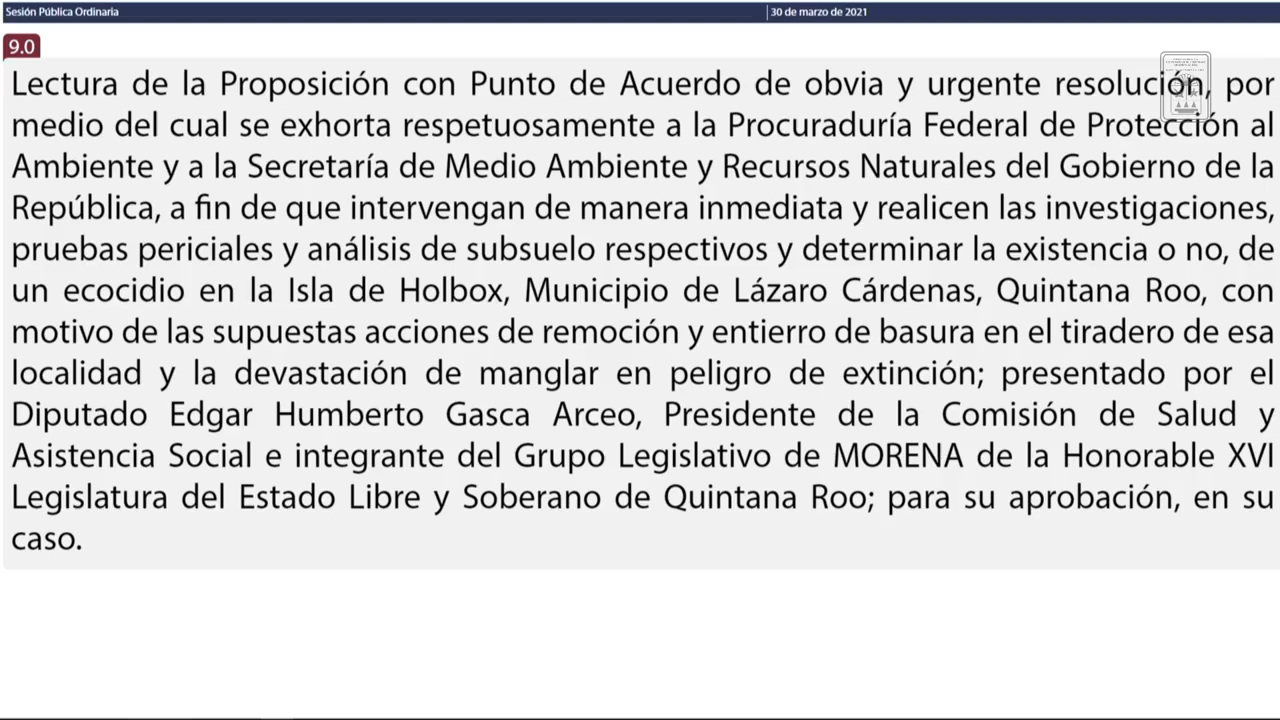 Sesión Pública Ordinaria
30 de marzo de 2021
9.0
Lectura de la Proposición con Punto de Acuerdo de obvia y urgente resolución, por
medio del cual se exhorta respetuosamente a la Procuraduría Federal de Protección al
Ambiente y a la Secretaría de Medio Ambiente y Recursos Naturales del Gobierno de la
República, a fin de que intervengan de manera inmediata y realicen las investigaciones,
pruebas periciales y análisis de subsuelo respectivos y determinar la existencia o no, de
un ecocidio en la Isla de Holbox, Municipio de Lázaro Cárdenas, Quintana Roo, con
motivo de las supuestas acciones de remoción y entierro de basura en el tiradero de esa
localidad y la devastación de manglar en peligro de extinción; presentado por el
Diputado Edgar Humberto Gasca Arceo, Presidente de la Comisión de Salud y
Asistencia Social e integrante del Grupo Legislativo de MORENA de la Honorable XVI
Legislatura del Estado Libre y Soberano de Quintana Roo; para su aprobación, en su
caso.